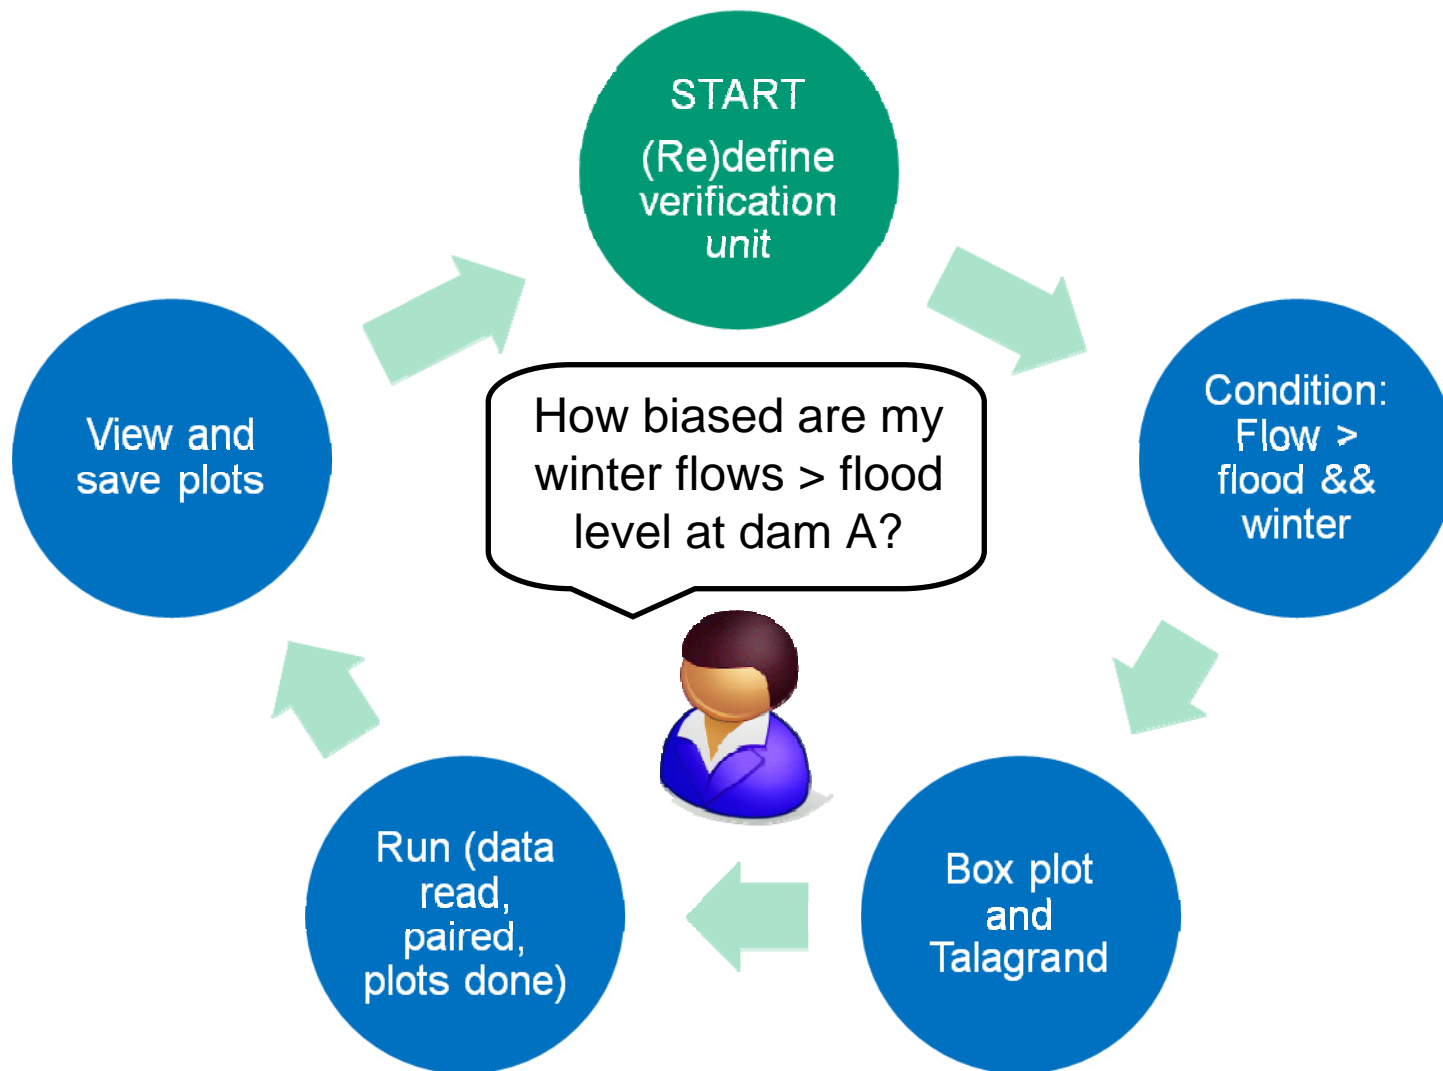 START
(Re)define
verification
unit
Condition:
Flow >
flood &&
winter
Box plot
and
Talagrand
Run (data
read,
paired,
plots done)
View and
save plots
How biased are my
winter flows > flood
level at dam A?